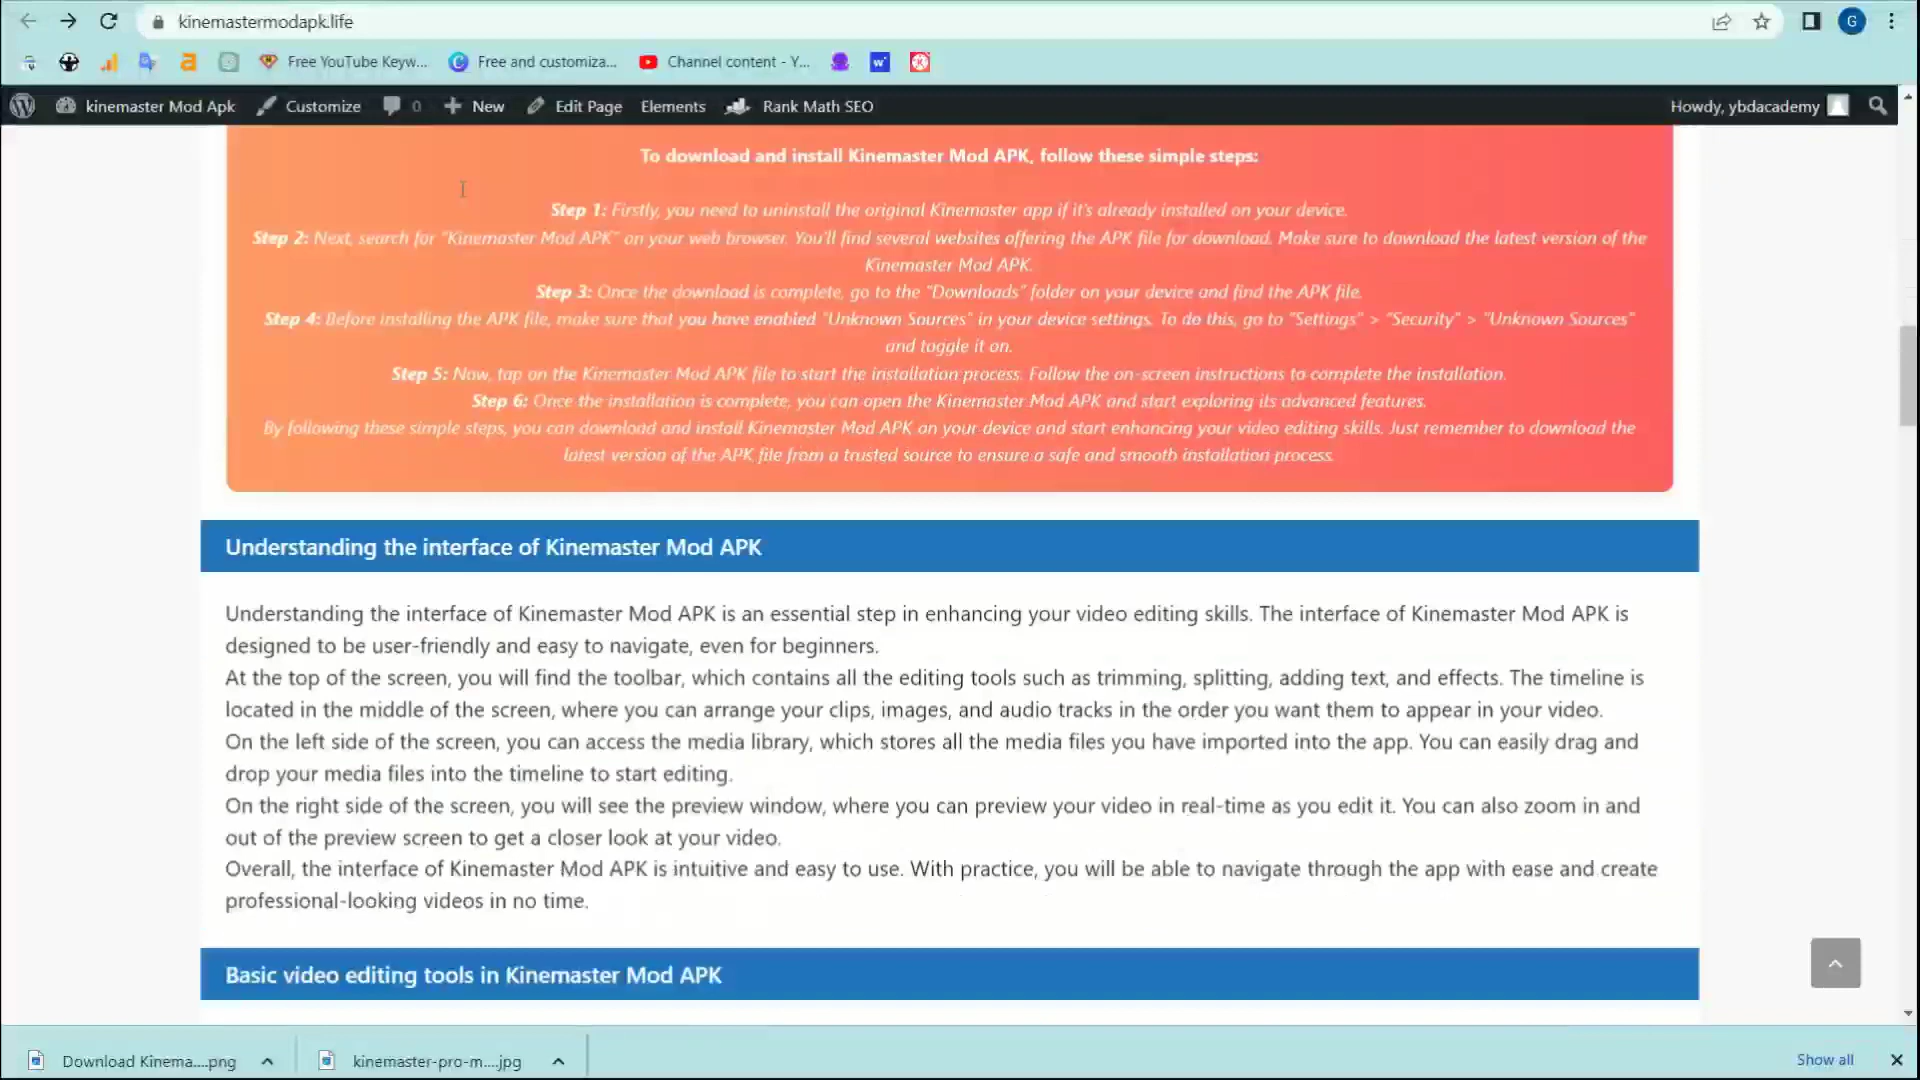 kinemastermodapk.life
G
Free YouTube Keyw... Free and customiza... Channel content - Y...
kinemaster Mod Apk Customize 0 New Edit Page Elements Rank Math SEO Howdy, ybdacademy
To download and install Kinemaster Mod APK, follow these simple steps:
Step 1: Firstly, you need to uninstall the original Kinemaster app if it's already installed on your device.
Step 2: Next, search for "Kinemaster Mod APK" on your web browser. You'll find several websites offering the APK file for download. Make sure to download the latest version of the
Kinemaster Mod APK.
Step 3: Once the download is complete, go to the "Downloads" folder on your device and find the APK file.
Step 4: Before installing the APK file, make sure that you have enabled "Unknown Sources" in your device settings. To do this, go to "Settings" > "Security" > "Unknown Sources"
and toggle it on.
Step 5: Now, tap on the Kinemaster Mod APK file to start the installation process. Follow the on-screen instructions to complete the installation.
Step 6: Once the installation is complete, you can open the Kinemaster Mod APK and start exploring its advanced features.
By following these simple steps, you can download and install Kinemaster Mod APK on your device and start enhancing your video editing skills. Just remember to download the
latest version of the APK file from a trusted source to ensure a safe and smooth installation process.
Understanding the interface of Kinemaster Mod APK
Understanding the interface of Kinemaster Mod APK is an essential step in enhancing your video editing skills. The interface of Kinemaster Mod APK is
designed to be user-friendly and easy to navigate, even for beginners.
At the top of the screen, you will find the toolbar, which contains all the editing tools such as trimming, splitting, adding text, and effects. The timeline is
located in the middle of the screen, where you can arrange your clips, images, and audio tracks in the order you want them to appear in your video.
On the left side of the screen, you can access the media library, which stores all the media files you have imported into the app. You can easily drag and
drop your media files into the timeline to start editing.
On the right side of the screen, you will see the preview window, where you can preview your video in real-time as you edit it. You can also zoom in and
out of the preview screen to get a closer look at your video.
Overall, the interface of Kinemaster Mod APK is intuitive and easy to use. With practice, you will be able to navigate through the app with ease and create
professional-looking videos in no time.
Basic video editing tools in Kinemaster Mod APK
Download Kinema....png kinemaster-pro-m....jpg Show all